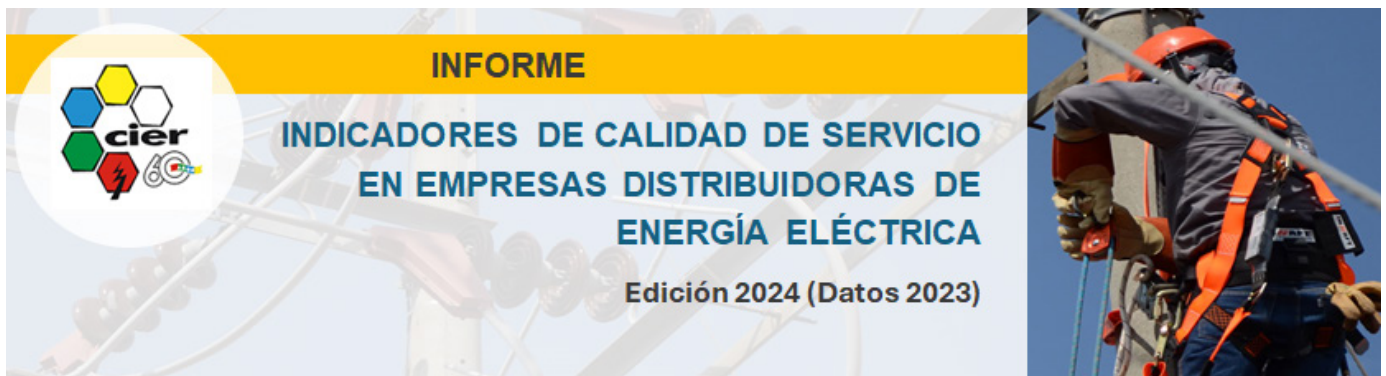 INFORME
cier
60
INDICADORES DE CALIDAD DE SERVICIO
EN EMPRESAS DISTRIBUIDORAS DE
ENERGÍA ELÉCTRICA
Edición 2024 (Datos 2023)